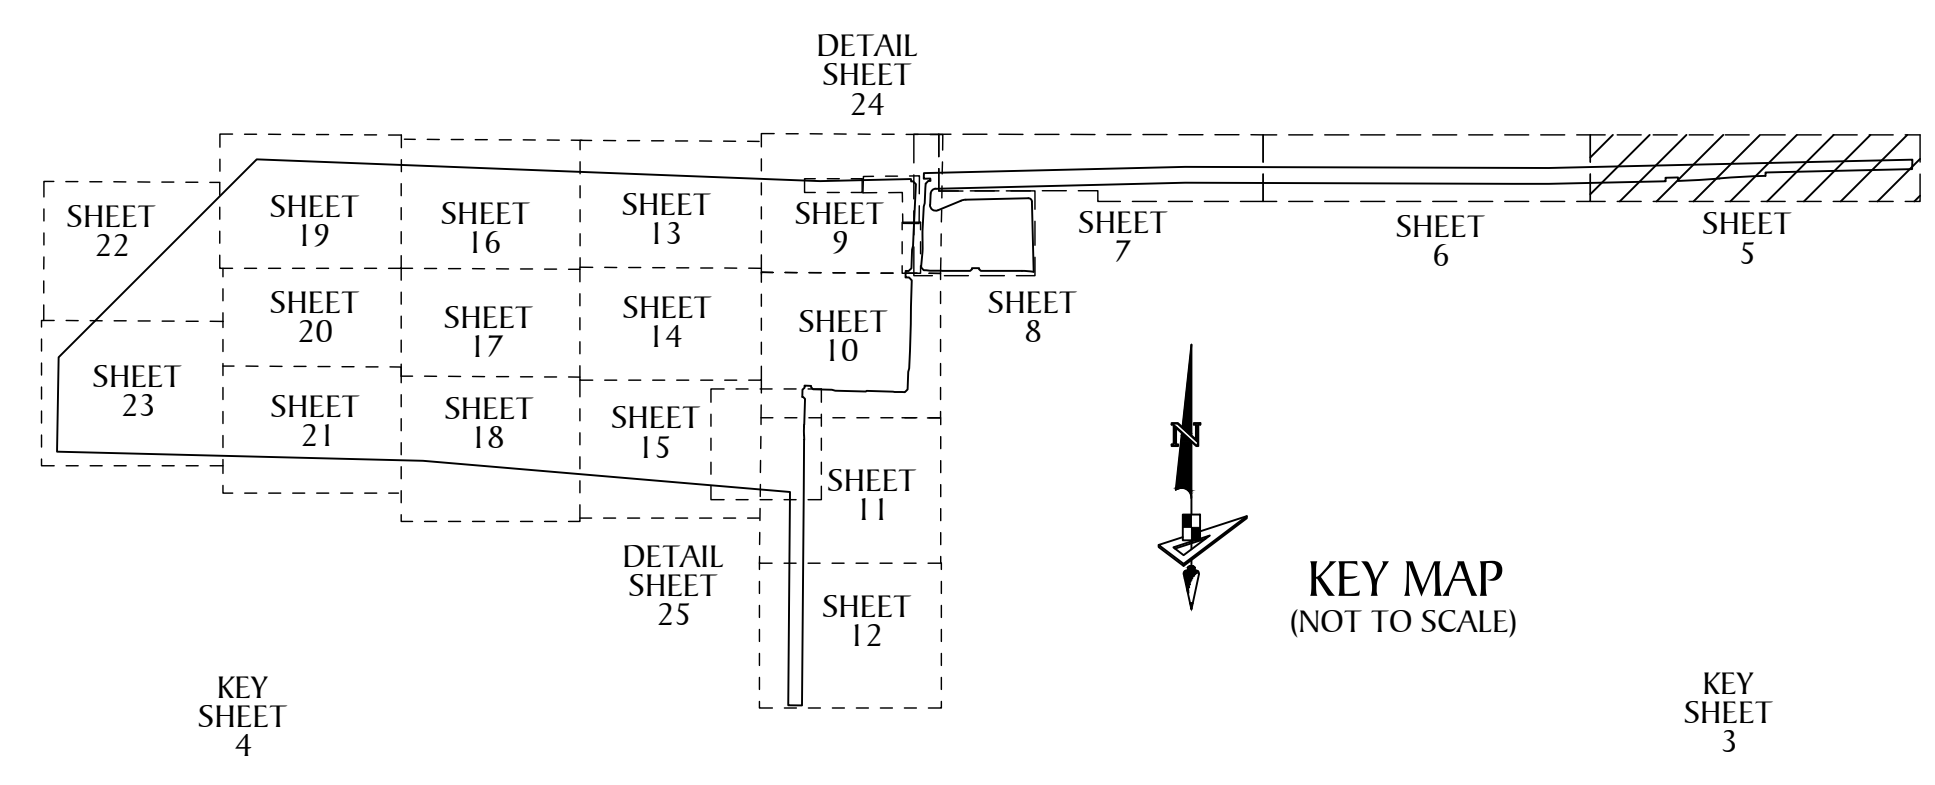 DETAIL
SHEET
24
SHEET
22
SHEET
19
SHEET
16
SHEET
13
SHEET
9
SHEET
7
SHEET
6
SHEET
5
SHEET
20
SHEET
17
SHEET
14
SHEET
10
SHEET
8
SHEET
23
SHEET
21
SHEET
18
SHEET
15
SHEET
11
N
DETAIL
SHEET
25
SHEET
12
KEY MAP
(NOT TO SCALE)
KEY
SHEET
4
KEY
SHEET
3